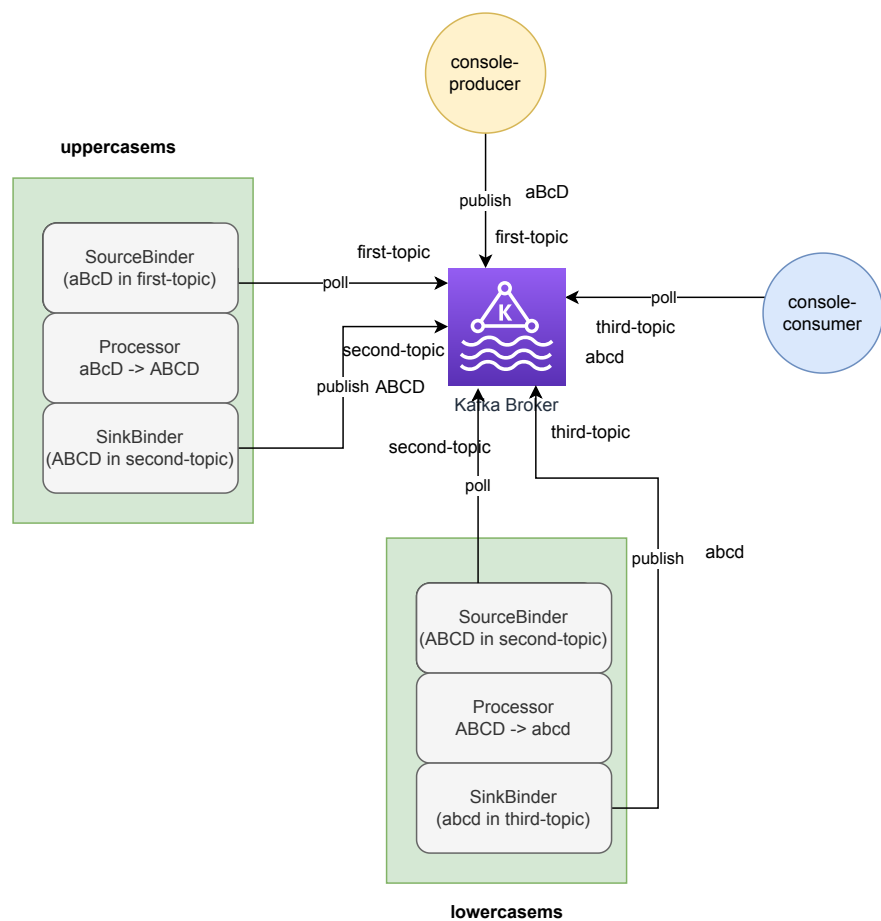 console-
producer
uppercasems
publish
aBcD
first-topic
first-topic
SourceBinder
(aBcD in first-topic)
poll
K
poll
console-
consumer
third-topic
Processor
aBcD -> ABCD
second-topic
abcd
publish
ABCD
Kafka Broker
SinkBinder
(ABCD in second-topic)
second-topic
third-topic
poll
publish
abcd
SourceBinder
(ABCD in second-topic)
Processor
ABCD -> abcd
SinkBinder
(abcd in third-topic)
lowercasems